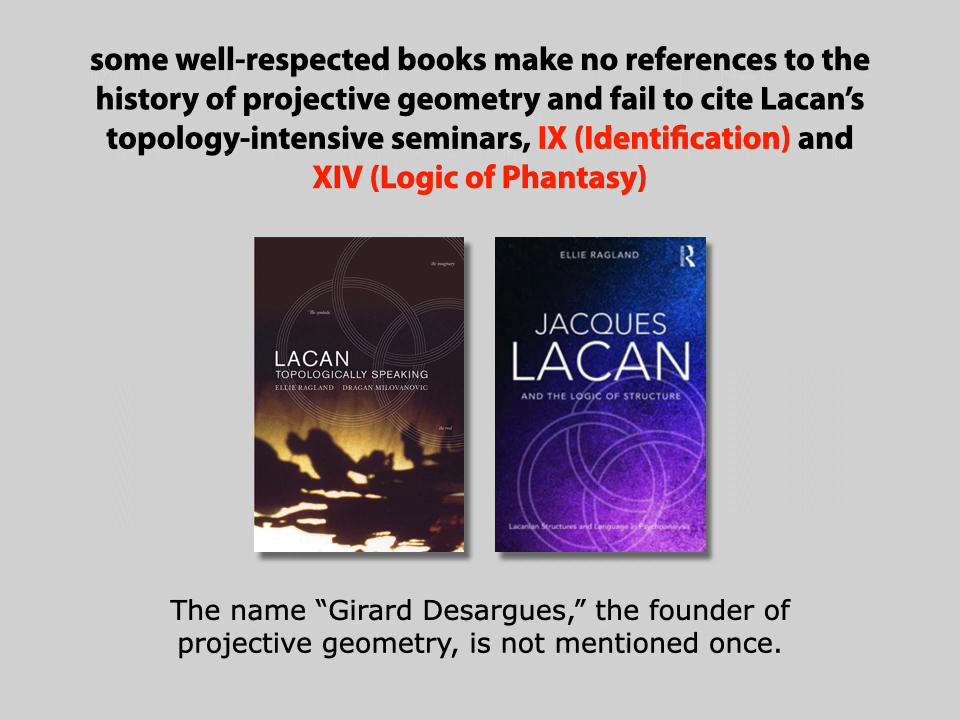 some well-respected books make no references to the
history of projective geometry and fail to cite Lacan’s
topology-intensive seminars, IX (Identification) and
XIV (Logic of Phantasy)
the imaginary
The symbolic
LACAN
TOPOLOGICALLY SPEAKING
ELLIE RAGLAND DRAGAN MILOVANOVIC
the real
ELLIE RAGLAND
JACQUES
LACAN
AND THE LOGIC OF STRUCTURE
Lacanian Structures and Language in Psychoanalysis
The name “Girard Desargues,” the founder of
projective geometry, is not mentioned once.